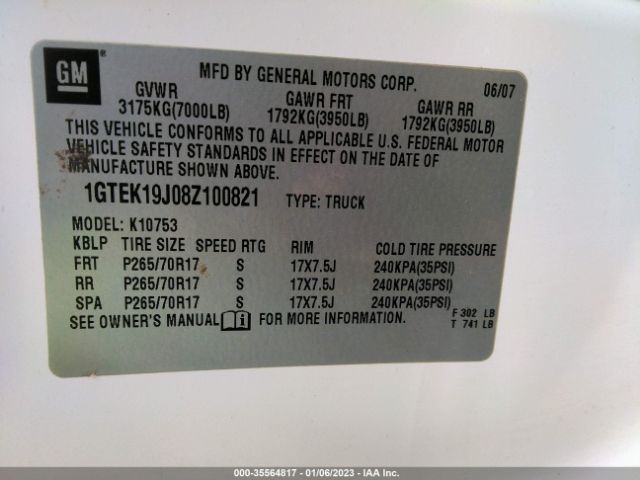 GM ®
MFD BY GENERAL MOTORS CORP. 06/07
GVWR GAWR FRT GAWR RR
3175KG(7000LB) 1792KG(3950LB) 1792KG(3950LB)
THIS VEHICLE CONFORMS TO ALL APPLICABLE U.S. FEDERAL MOTOR
VEHICLE SAFETY STANDARDS IN EFFECT ON THE DATE OF
MANUFACTURE SHOWN ABOVE.
1GTEK19J08Z100821 TYPE: TRUCK
MODEL: K10753
KBLP TIRE SIZE SPEED RTG RIM COLD TIRE PRESSURE
FRT P265/70R17 S 17X7.5J 240KPA(35PSI)
RR P265/70R17 S 17X7.5J 240KPA(35PSI)
SPA P265/70R17 S 17X7.5J 240KPA(35PSI)
SEE OWNER'S MANUAL FOR MORE INFORMATION.
F 302 LB
T 741 LB
000-35564817 - 01/06/2023 - IAA Inc.